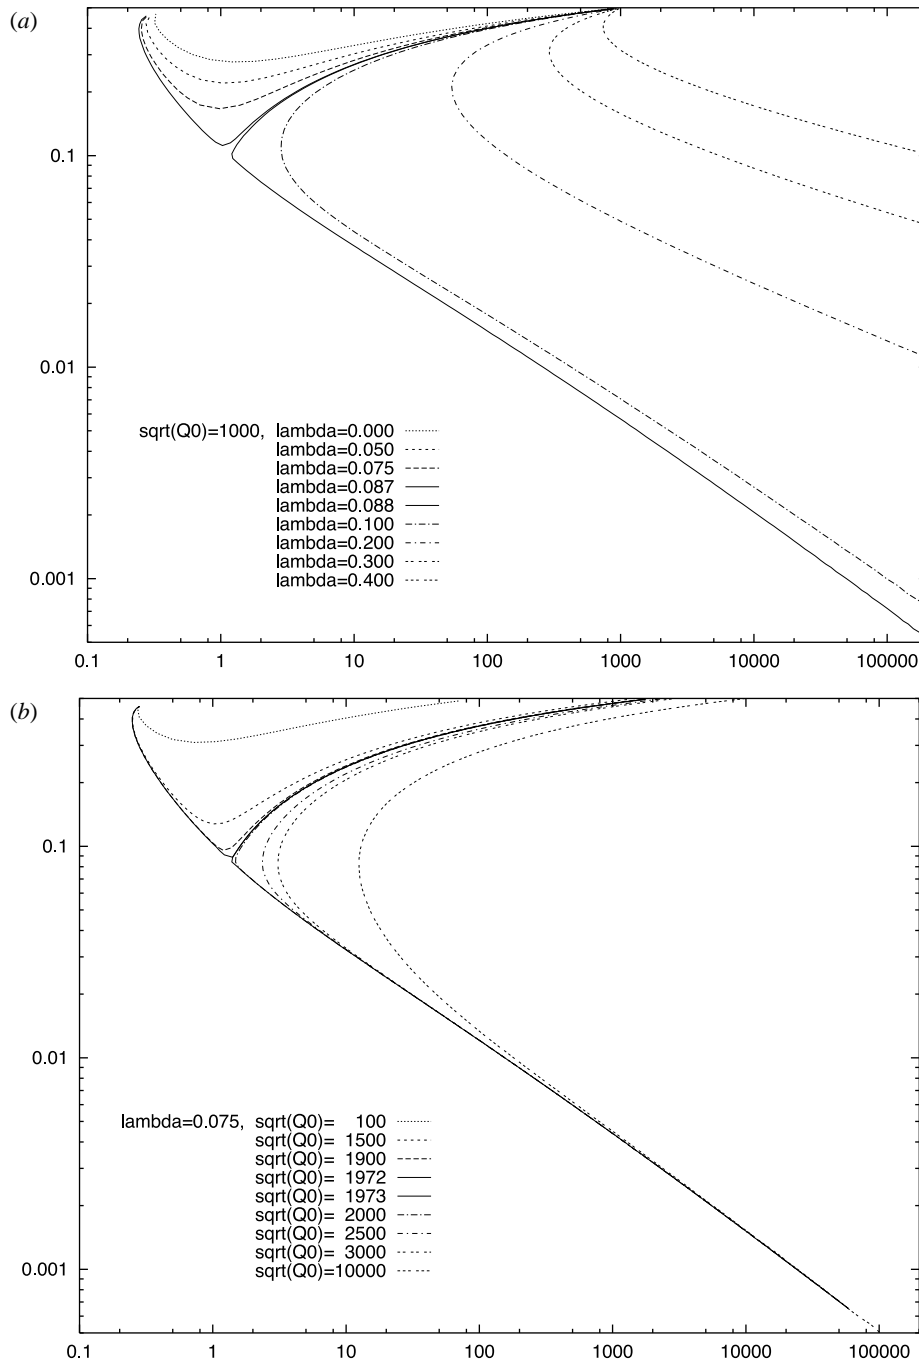 (a)
0.1
0.01
0.001
sqrt(Q0)=1000, lambda=0.000
lambda=0.050
lambda=0.075
lambda=0.087
lambda=0.088
lambda=0.100
lambda=0.200
lambda=0.300
lambda=0.400
0.1 1 10 100 1000 10000 100000
(b)
0.1
0.01
0.001
lambda=0.075, sqrt(Q0)= 100
sqrt(Q0)= 1500
sqrt(Q0)= 1900
sqrt(Q0)= 1972
sqrt(Q0)= 1973
sqrt(Q0)= 2000
sqrt(Q0)= 2500
sqrt(Q0)= 3000
sqrt(Q0)=10000
0.1 1 10 100 1000 10000 100000